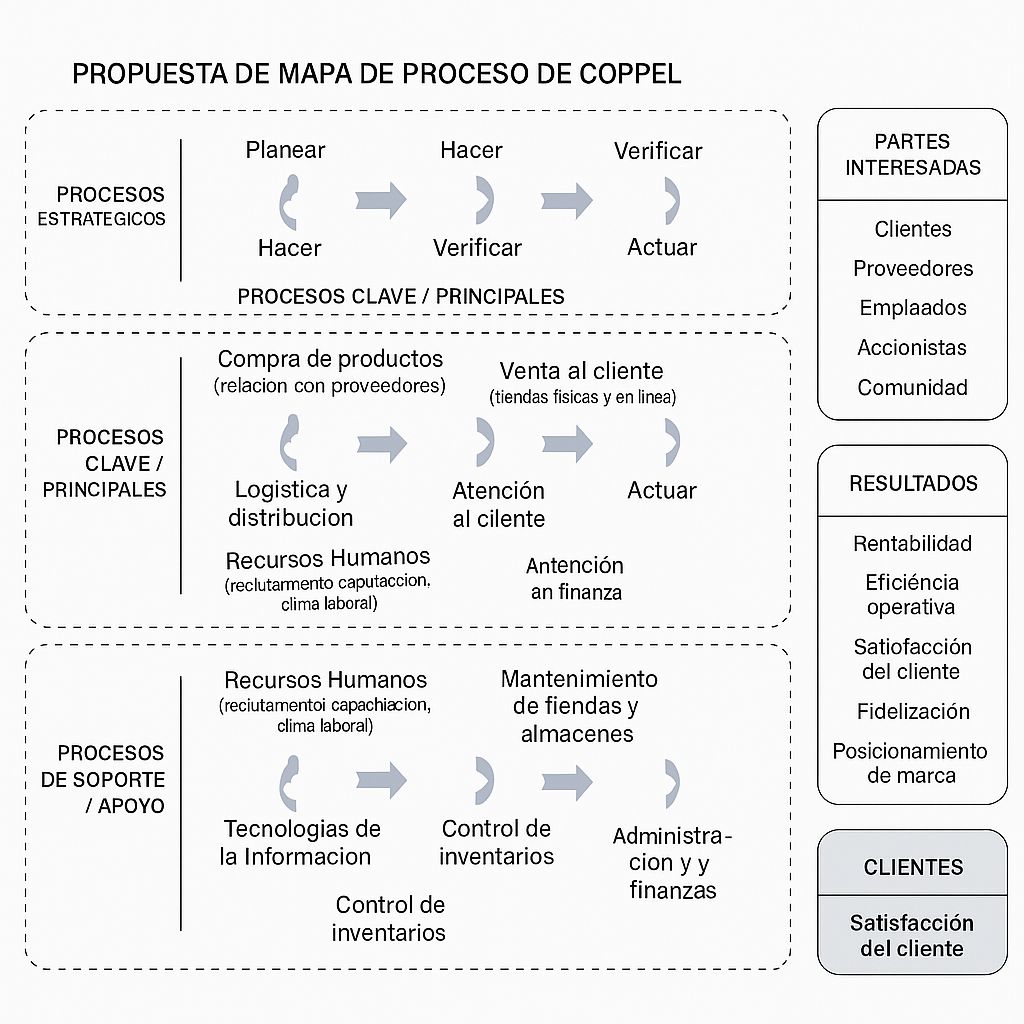 PROPUESTA DE MAPA DE PROCESO DE COPPEL
PROCESOS
ESTRATEGICOS
Planear
Hacer
Verificar
Hacer
Verificar
Actuar
PROCESOS CLAVE / PRINCIPALES
PROCESOS
CLAVE /
PRINCIPALES
Compra de productos
(relacion con proveedores)
Venta al cliente
(tiendas fisicas y en linea)
Logistica y
distribucion
Atención
al cilente
Actuar
Recursos Humanos
(reclutarnento caputaccion,
clima laboral)
Antención
an finanza
PROCESOS
DE SOPORTE
/ APOYO
Recursos Humanos
(reciutamentoi capachiacion,
clima laboral)
Mantenimiento
de fiendas y
almacenes
Tecnologias de
la Informacion
Control de
inventarios
Administra-
cion y y
finanzas
Control de
inventarios
PARTES
INTERESADAS
Clientes
Proveedores
Emplaados
Accionistas
Comunidad
RESULTADOS
Rentabilidad
Eficiéncia
operativa
Satiofacción
del cliente
Fidelización
Posicionamiento
de marca
CLIENTES
Satisfacción
del cliente